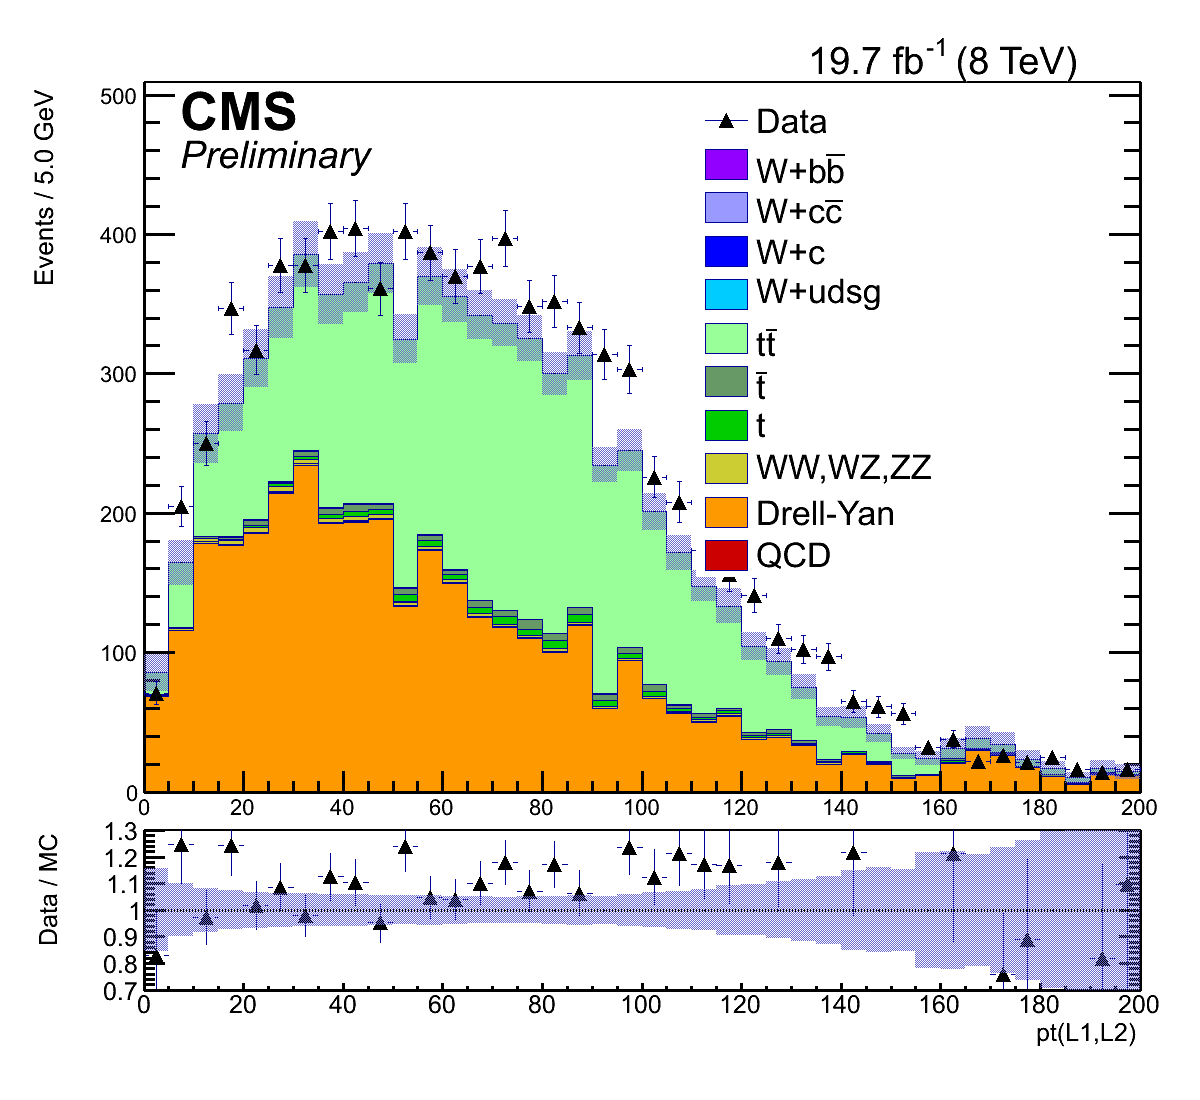 19.7 fb⁻¹ (8 TeV)
CMS
Preliminary
Events / 5.0 GeV
500
400
300
200
100
0
Data
W+bb̅
W+cc̅
W+c
W+udsg
tt̅
t̅
t
WW,WZ,ZZ
Drell-Yan
QCD
0 20 40 60 80 100 120 140 160 180 200
Data / MC
1.3
1.2
1.1
1
0.9
0.8
0.7
0 20 40 60 80 100 120 140 160 180 200
pt(L1,L2)